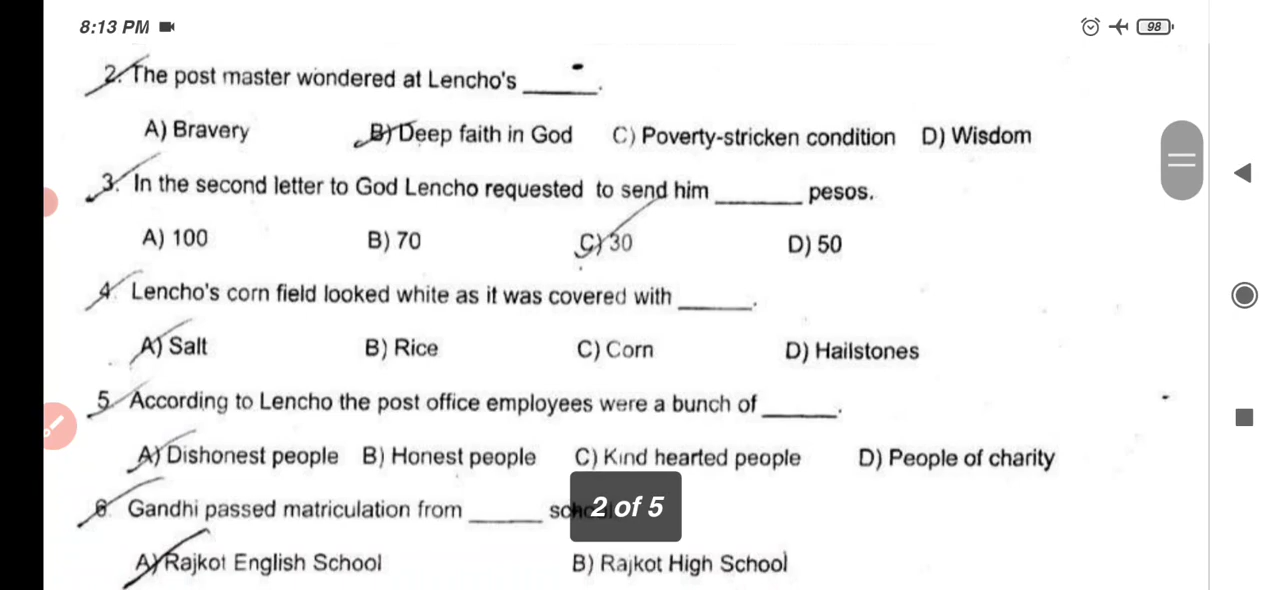 8:13 PM
98
2. The post master wondered at Lencho's ______.
A) Bravery B) Deep faith in God C) Poverty-stricken condition D) Wisdom
3. In the second letter to God Lencho requested to send him ______ pesos.
A) 100 B) 70 C) 30 D) 50
4. Lencho's corn field looked white as it was covered with ______.
A) Salt B) Rice C) Corn D) Hailstones
5. According to Lencho the post office employees were a bunch of ______.
A) Dishonest people B) Honest people C) Kind hearted people D) People of charity
6. Gandhi passed matriculation from ______
2 of 5
A) Rajkot English School B) Rajkot High School